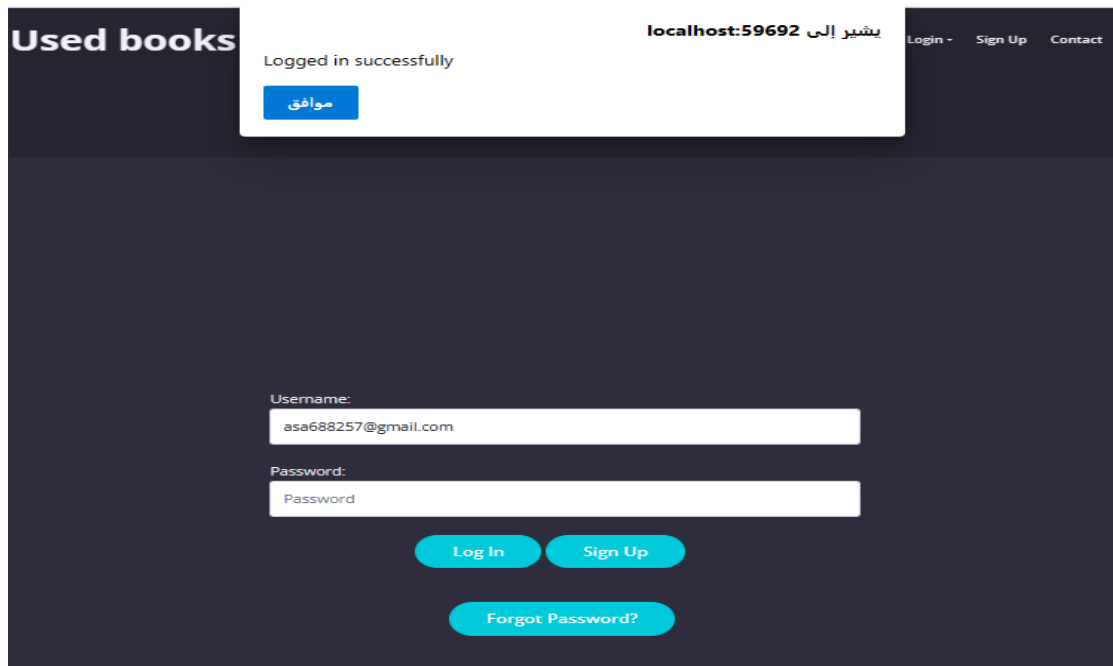 Used books
يشير إلى localhost:59692
Logged in successfully
موافق
Login
Sign Up
Contact
Username:
asa688257@gmail.com
Password:
Password
Log In
Sign Up
Forgot Password?